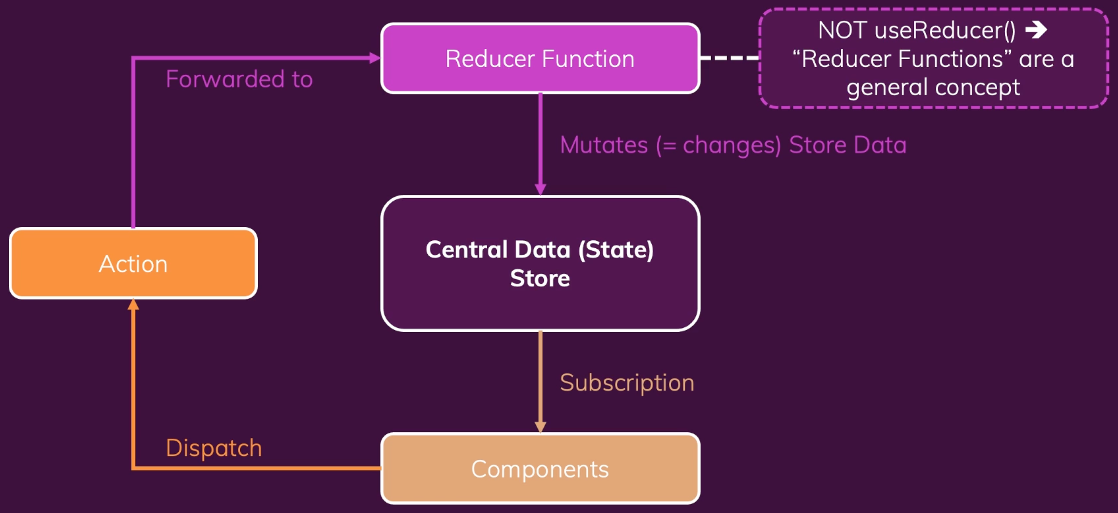 Reducer Function
NOT useReducer() 🡺
“Reducer Functions” are a
general concept
Forwarded to
Mutates (= changes) Store Data
Action
Central Data (State)
Store
Subscription
Dispatch
Components